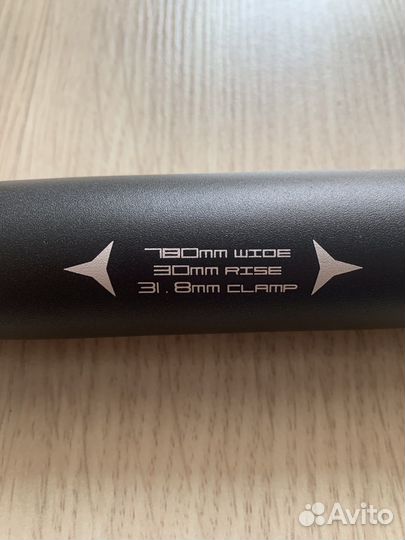 780mm WIDE
30mm RISE
31.8mm CLAMP
Avito